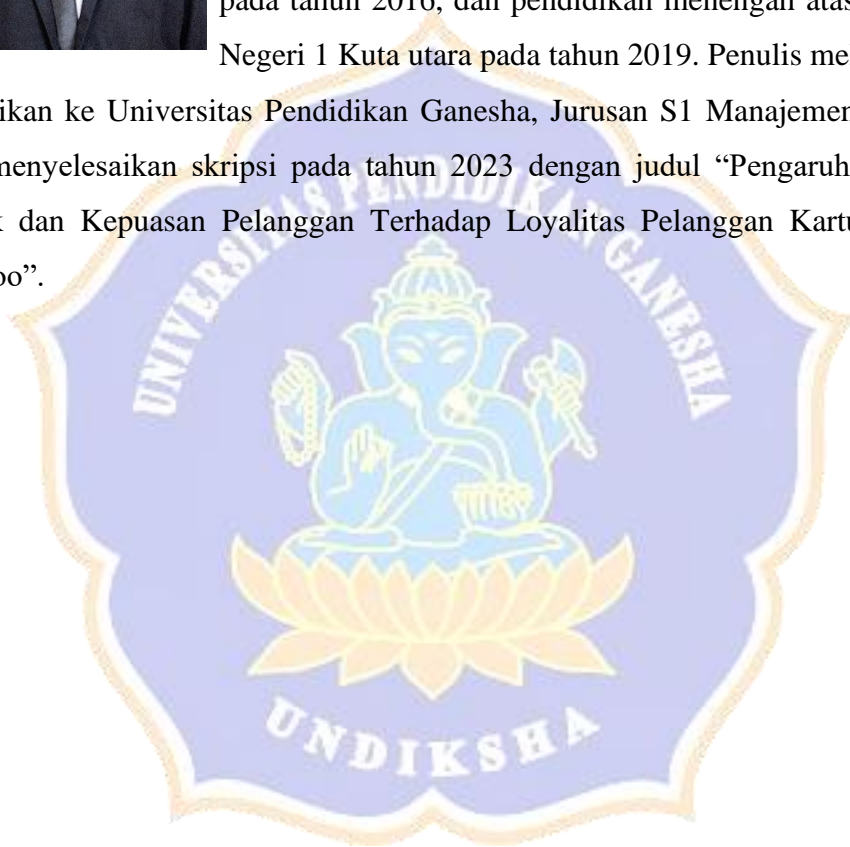 pada tahun 2016, dan pendidikan menengah atas
Negeri 1 Kuta utara pada tahun 2019. Penulis me
ikan ke Universitas Pendidikan Ganesha, Jurusan S1 Manajemen
menyelesaikan skripsi pada tahun 2023 dengan judul “Pengaruh
k dan Kepuasan Pelanggan Terhadap Loyalitas Pelanggan Kartu
oo”.
UNIVERSITAS PENDIDIKAN GANESHA
UNDIKSHA